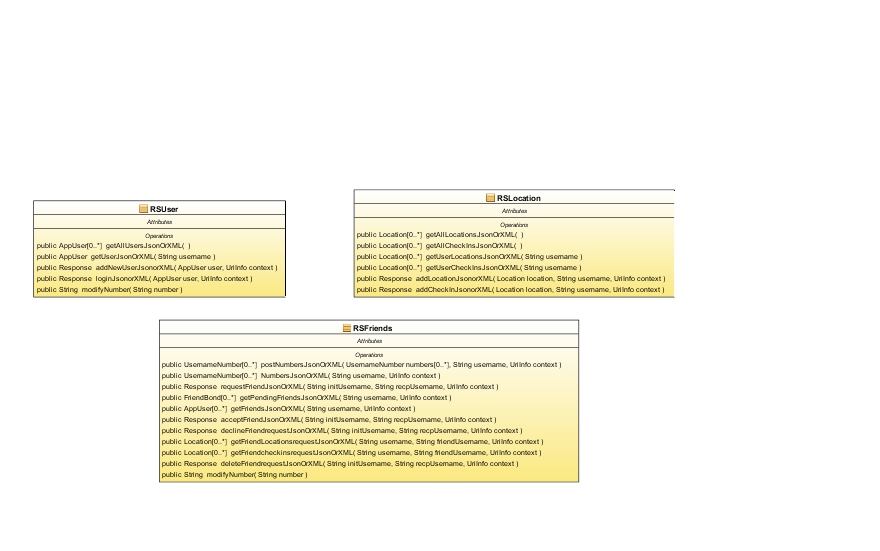 RSUser
Attributes
Operations
public AppUser[0..*] getAllUsersJsonOrXML( )
public AppUser getUserJsonOrXML( String username )
public Response addNewUserJsonorXML( AppUser user, UriInfo context )
public Response loginJsonorXML( AppUser user, UriInfo context )
public String modifyNumber( String number )
RSLocation
Attributes
Operations
public Location[0..*] getAllLocationsJsonOrXML( )
public Location[0..*] getAllCheckInsJsonOrXML( )
public Location[0..*] getUserLocationsJsonOrXML( String username )
public Location[0..*] getUserCheckInsJsonOrXML( String username )
public Response addLocationJsonorXML( Location location, String username, UriInfo context )
public Response addCheckInJsonorXML( Location location, String username, UriInfo context )
RSFriends
Attributes
Operations
public UsernameNumber[0..*] postNumbersJsonOrXML( UsernameNumber numbers[0..*], String username, UriInfo context )
public UsernameNumber[0..*] NumbersJsonOrXML( String username, UriInfo context )
public Response requestFriendJsonOrXML( String initUsername, String recpUsername, UriInfo context )
public FriendBond[0..*] getPendingFriendsJsonOrXML( String username, UriInfo context )
public AppUser[0..*] getFriendsJsonOrXML( String username, UriInfo context )
public Response acceptFriendJsonOrXML( String initUsername, String recpUsername, UriInfo context )
public Response declineFriendrequestJsonOrXML( String initUsername, String recpUsername, UriInfo context )
public Location[0..*] getFriendLocationsrequestJsonOrXML( String username, String friendUsername, UriInfo context )
public Location[0..*] getFriendcheckinsrequestJsonOrXML( String username, String friendUsername, UriInfo context )
public Response deleteFriendrequestJsonOrXML( String initUsername, String recpUsername, UriInfo context )
public String modifyNumber( String number )